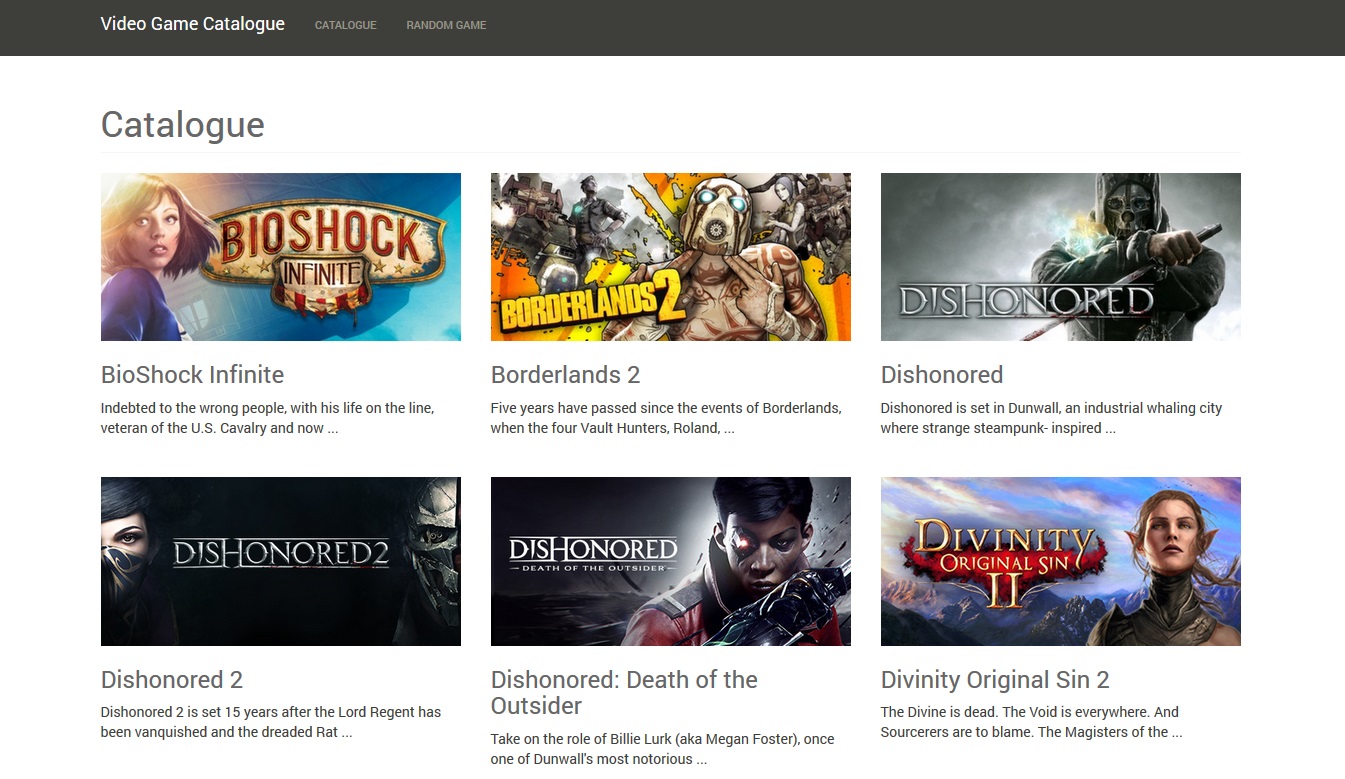 Video Game Catalogue CATALOGUE RANDOM GAME
Catalogue
BIOSHOCK
INFINITE
BORDERLANDS 2
DISHONORED
BioShock Infinite
Indebted to the wrong people, with his life on the line,
veteran of the U.S. Cavalry and now ...
Borderlands 2
Five years have passed since the events of Borderlands,
when the four Vault Hunters, Roland, ...
Dishonored
Dishonored is set in Dunwall, an industrial whaling city
where strange steampunk- inspired ...
DISHONORED 2
DISHONORED
DEATH OF THE OUTSIDER
DIVINITY
ORIGINAL SIN
II
Dishonored 2
Dishonored 2 is set 15 years after the Lord Regent has
been vanquished and the dreaded Rat ...
Dishonored: Death of the
Outsider
Take on the role of Billie Lurk (aka Megan Foster), once
one of Dunwall's most notorious ...
Divinity Original Sin 2
The Divine is dead. The Void is everywhere. And
Sourcerers are to blame. The Magisters of the ...